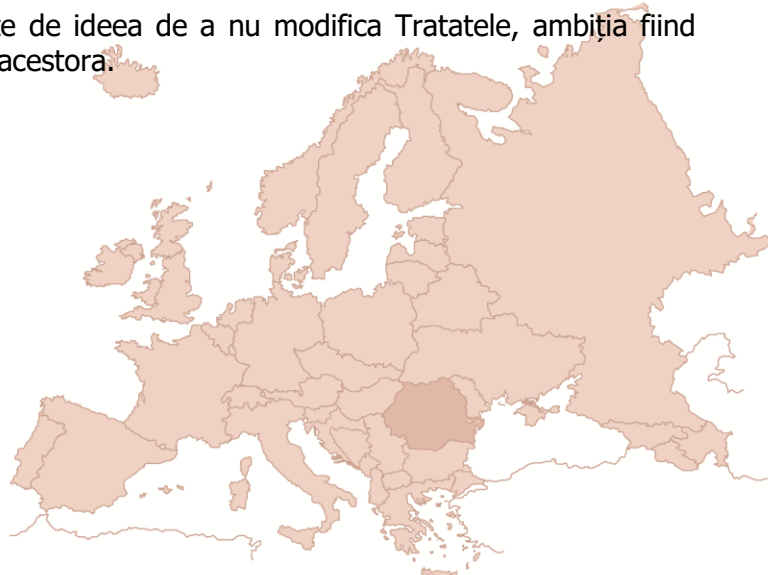 de ideea de a nu modifica Tratatele, ambiția fiind
acestora.